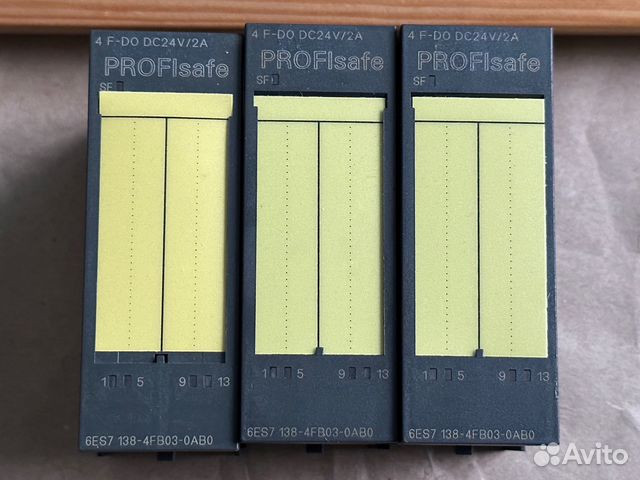 4 F-DO DC24V/2A
PROFIsafe
SF
1 5 9 13
6ES7 138-4FB03-0AB0
4 F-DO DC24V/2A
PROFIsafe
SF
1 5 9 13
6ES7 138-4FB03-0AB0
4 F-DO DC24V/2A
PROFIsafe
SF
1 5 9 13
6ES7 138-4FB03-0AB0
Avito